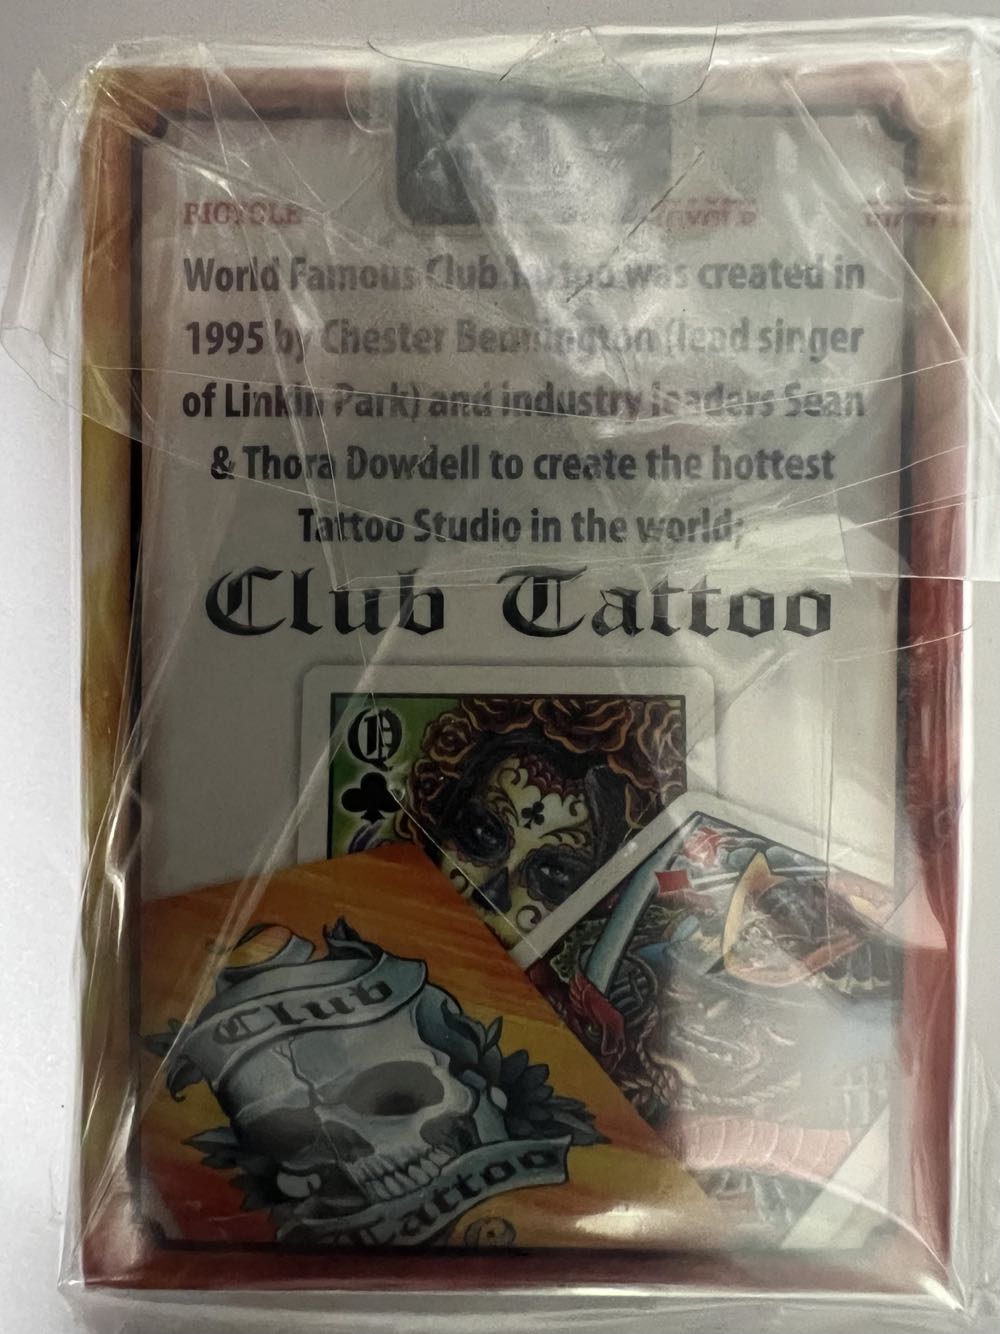 BICYCLE
World Famous Club Tattoo was created in
1995 by Chester Bennington (lead singer
of Linkin Park) and industry leaders Sean
& Thora Dowdell to create the hottest
Tattoo Studio in the world;
Club Tattoo
Q
Club
Tattoo